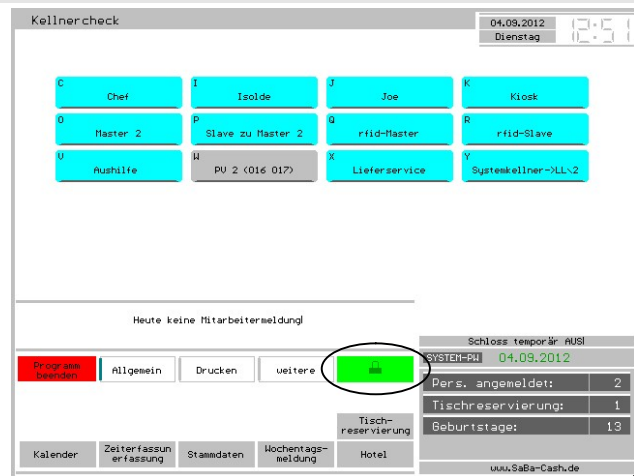 Kellnercheck
04.09.2012
Dienstag
12:51
C
Chef
I
Isolde
J
Joe
K
Kiosk
O
Master 2
P
Slave zu Master 2
Q
rfid-Master
R
rfid-Slave
V
Aushilfe
W
PV 2 (016 017)
X
Lieferservice
Y
Systemkellner->LL\2
Heute keine Mitarbeitermeldung!
Schloss temporär AUS!
SYSTEM-PW 04.09.2012
Programm
beenden
Allgemein
Drucken
weitere
Pers. angemeldet: 2
Tischreservierung: 1
Geburtstage: 13
Tisch-
reservierung
Kalender
Zeiterfassun
erfassung
Stammdaten
Wochentags-
meldung
Hotel
www.SaBa-Cash.de